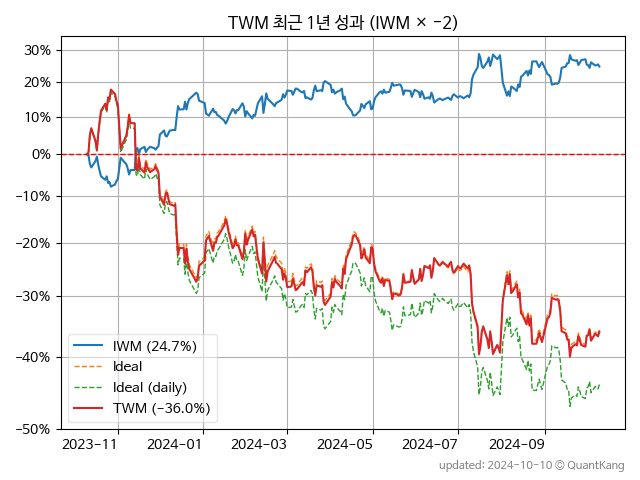 TWM 최근 1년 성과 (IWM × −2)
30%
20%
10%
0%
−10%
−20%
−30%
−40%
−50%
IWM (24.7%)
Ideal
Ideal (daily)
TWM (−36.0%)
2023−11
2024−01
2024−03
2024−05
2024−07
2024−09
updated: 2024-10-10 © QuantKang